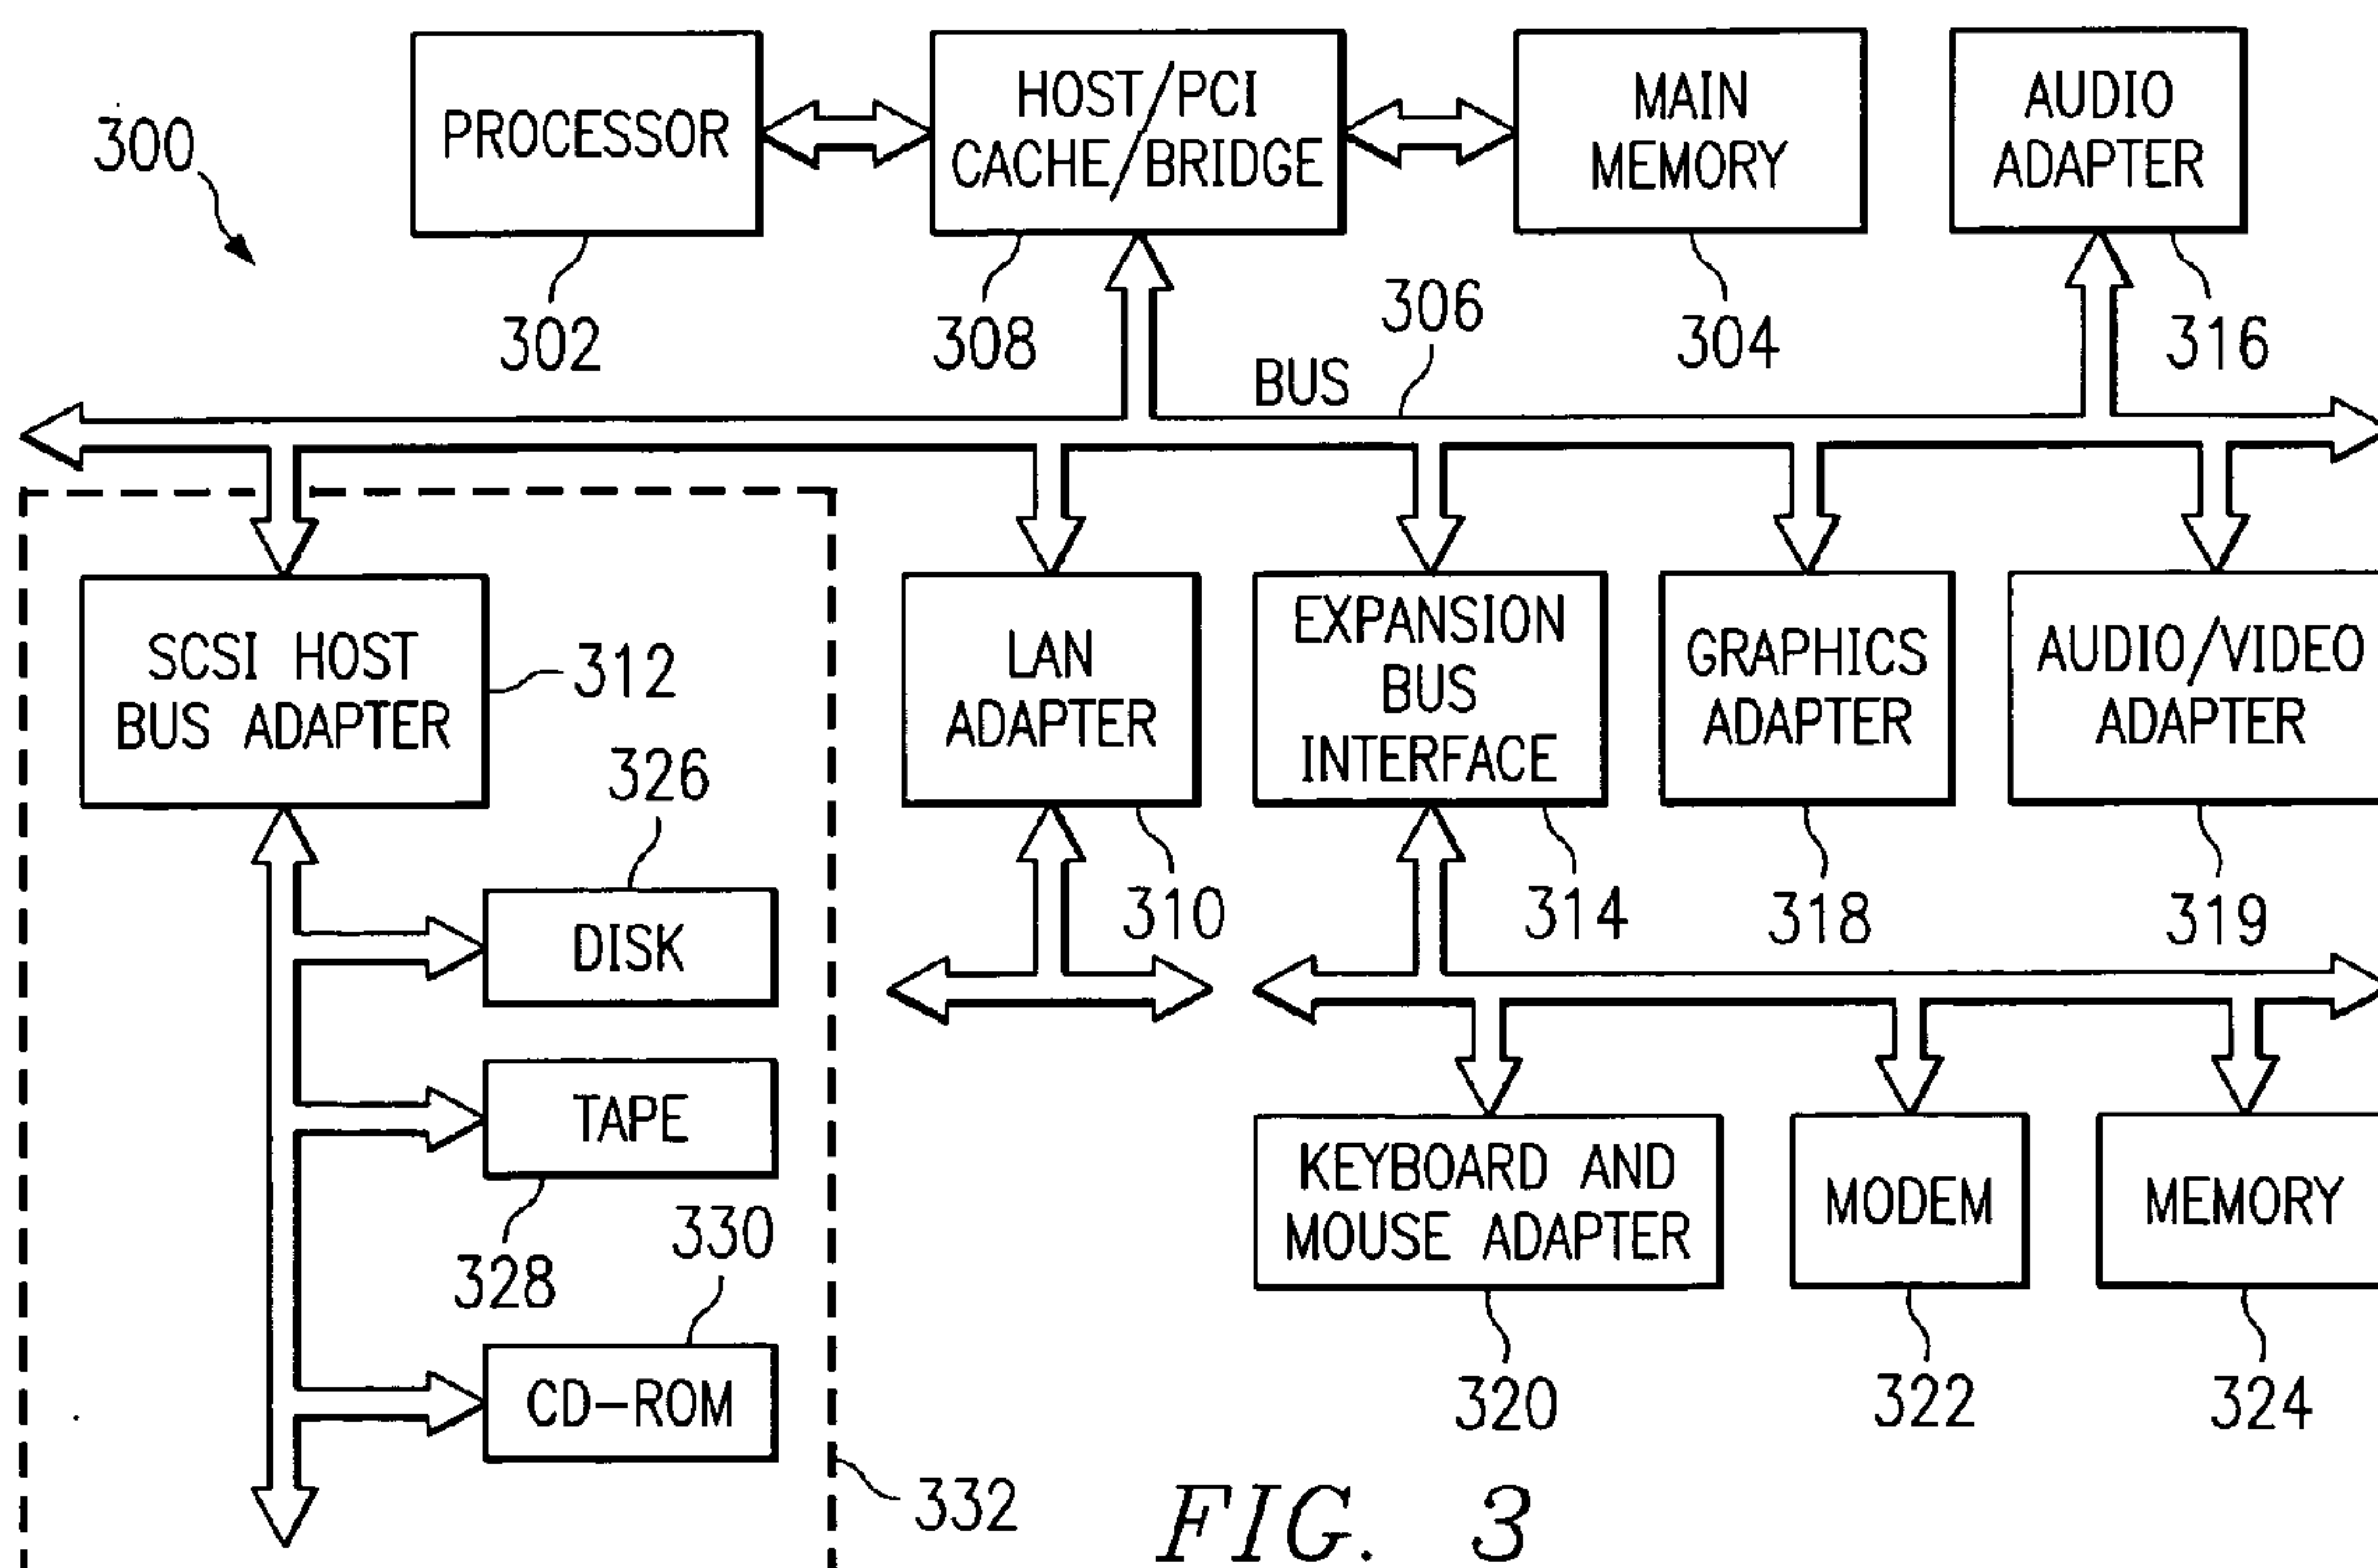 300
PROCESSOR
302
HOST/PCI
CACHE/BRIDGE
308
MAIN
MEMORY
304
AUDIO
ADAPTER
316
BUS
306
SCSI HOST
BUS ADAPTER
312
LAN
ADAPTER
310
EXPANSION
BUS
INTERFACE
314
GRAPHICS
ADAPTER
318
AUDIO/VIDEO
ADAPTER
319
326
DISK
TAPE
328
330
CD-ROM
332
KEYBOARD AND
MOUSE ADAPTER
320
MODEM
322
MEMORY
324
FIG. 3